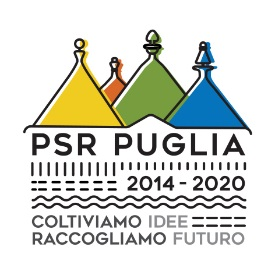 PSR PUGLIA
2014 - 2020
COLTIVIAMO IDEE
RACCOGLIAMO FUTURO